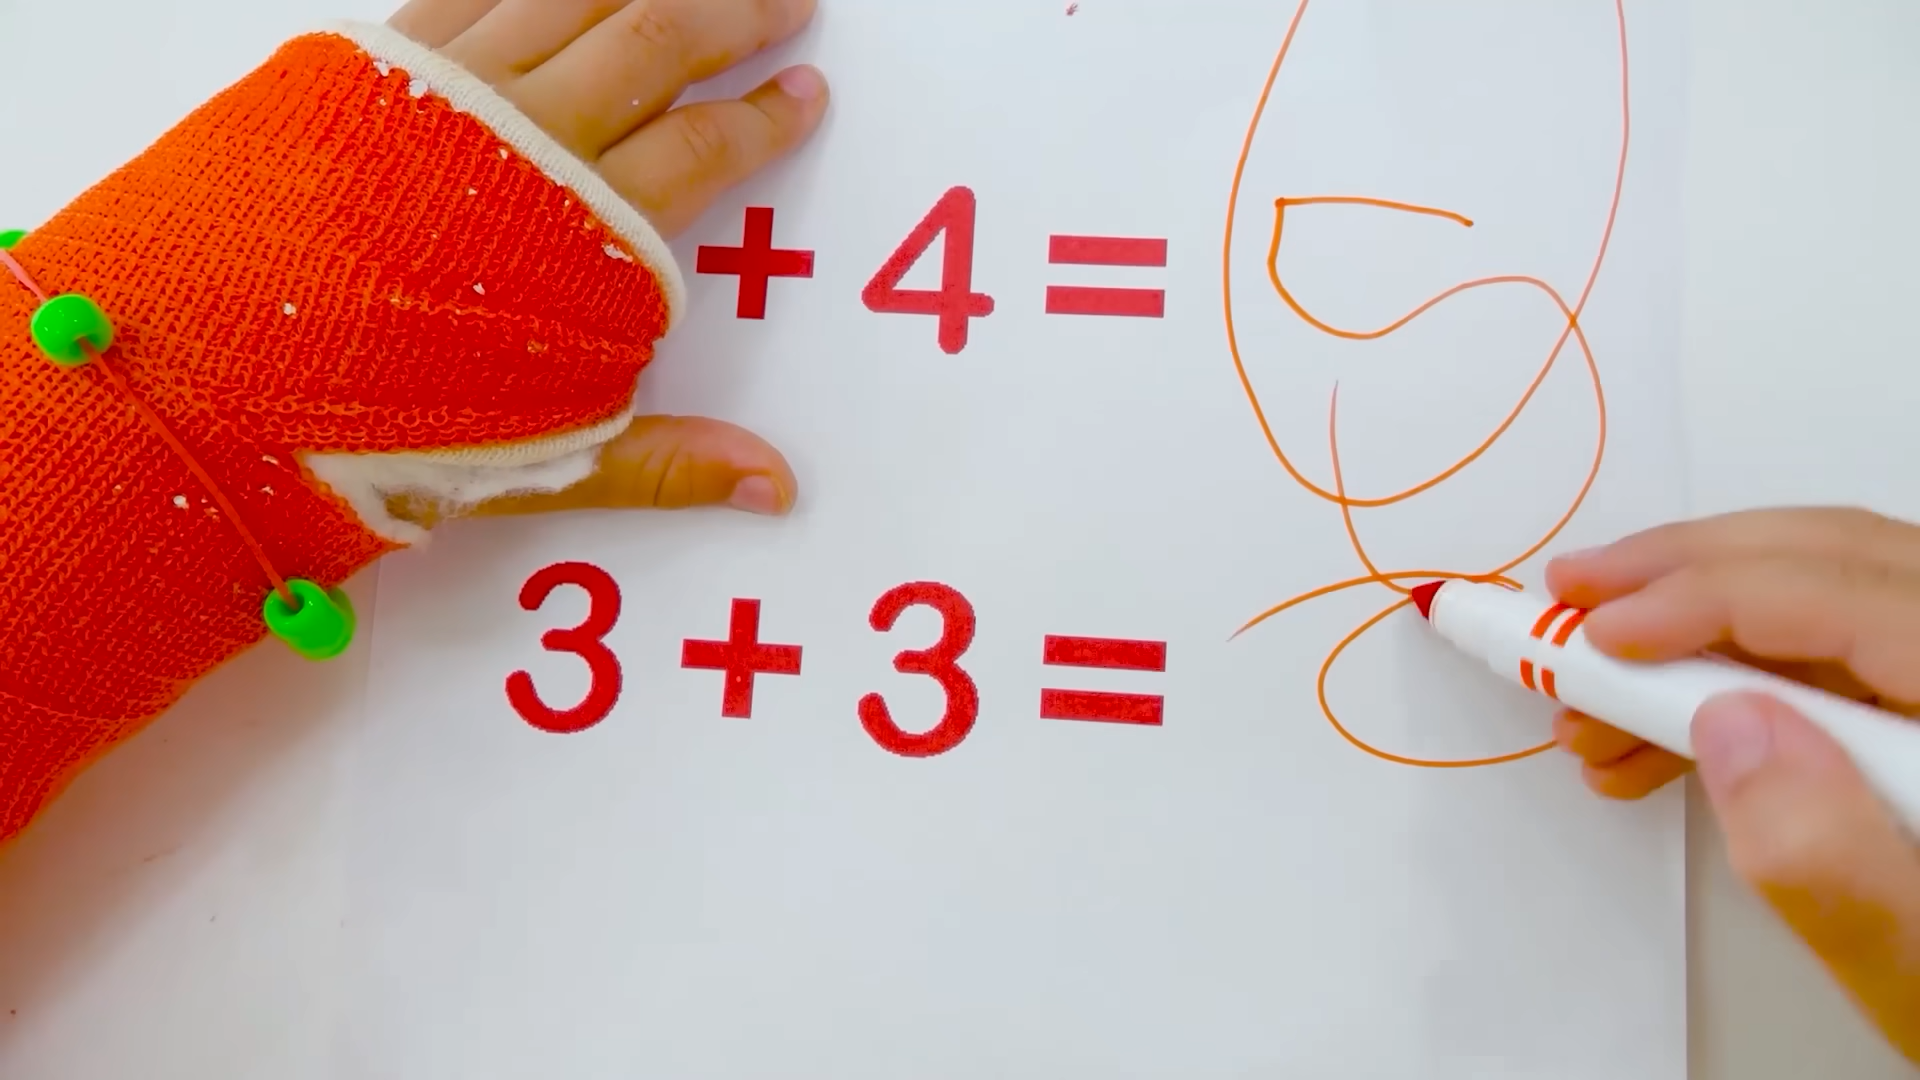 + 4 =
3 + 3 =